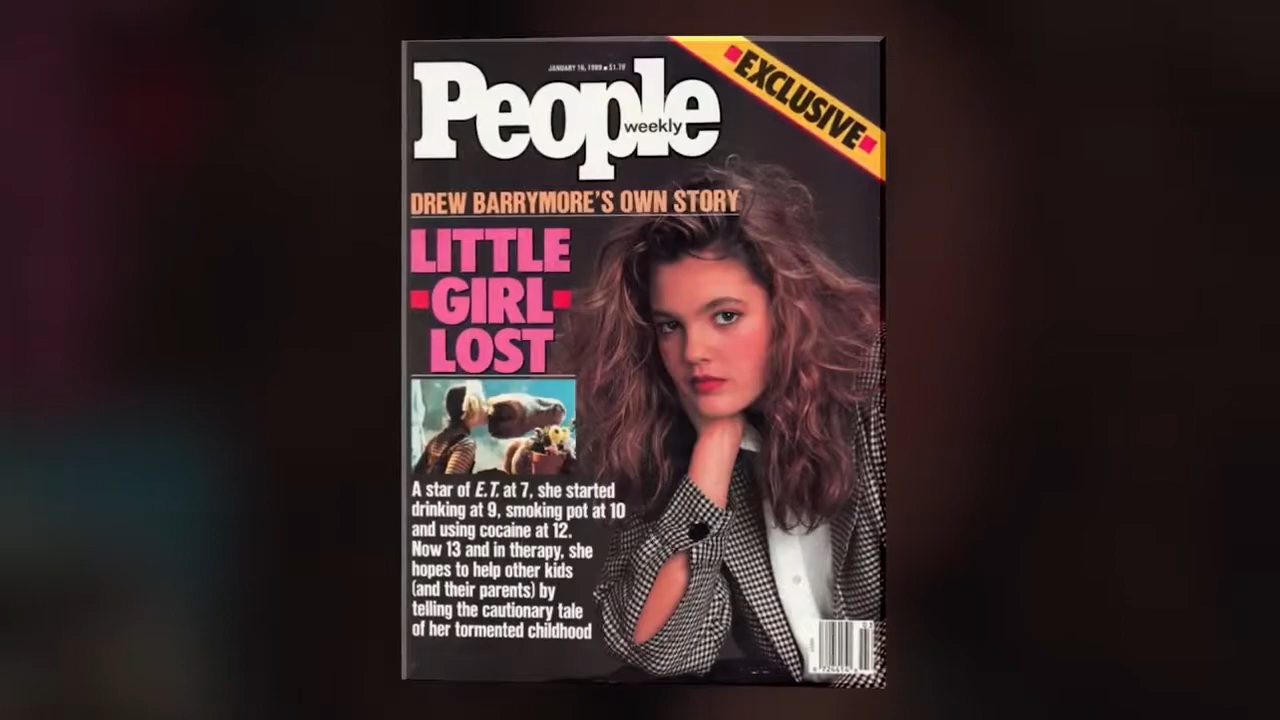 JANUARY 16, 1989 ■ $1.79
EXCLUSIVE
People
weekly
DREW BARRYMORE'S OWN STORY
LITTLE
GIRL
LOST
A star of E.T. at 7, she started
drinking at 9, smoking pot at 10
and using cocaine at 12.
Now 13 and in therapy, she
hopes to help other kids
(and their parents) by
telling the cautionary tale
of her tormented childhood